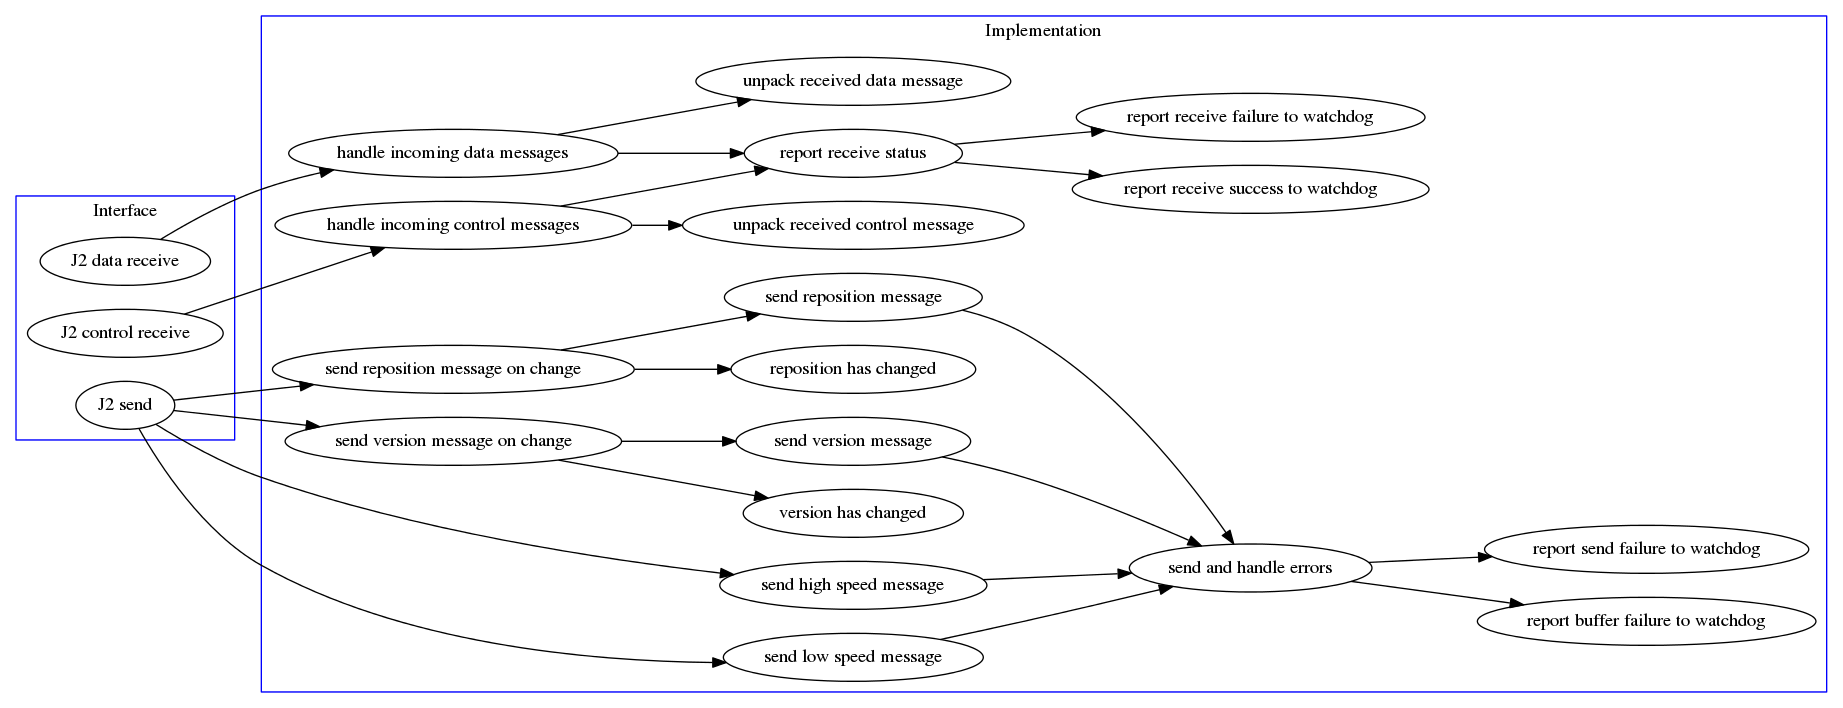 Implementation
unpack received data message
report receive failure to watchdog
handle incoming data messages
report receive status
report receive success to watchdog
Interface
handle incoming control messages
unpack received control message
J2 data receive
send reposition message
J2 control receive
send reposition message on change
reposition has changed
J2 send
send version message on change
send version message
version has changed
send and handle errors
report send failure to watchdog
send high speed message
report buffer failure to watchdog
send low speed message